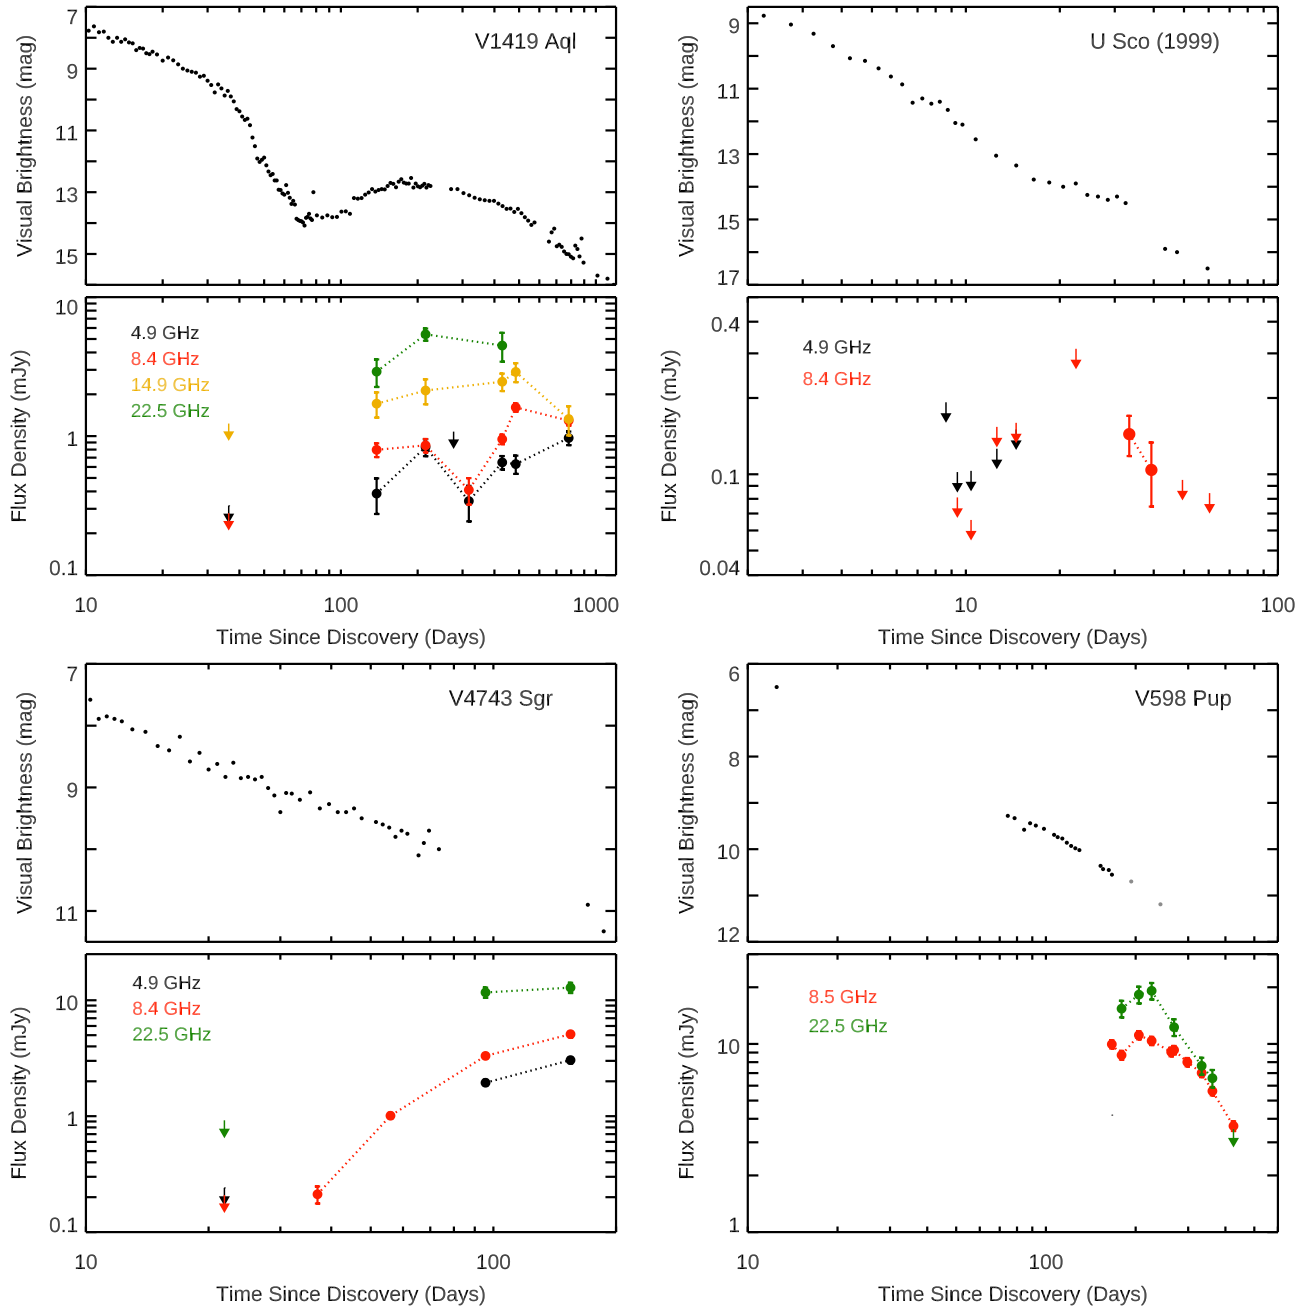 V1419 Aql
Visual Brightness (mag)
7
9
11
13
15
4.9 GHz
8.4 GHz
14.9 GHz
22.5 GHz
Flux Density (mJy)
10
1
0.1
10 100 1000
Time Since Discovery (Days)
U Sco (1999)
Visual Brightness (mag)
9
11
13
15
17
4.9 GHz
8.4 GHz
Flux Density (mJy)
0.4
0.1
0.04
10 100
Time Since Discovery (Days)
V4743 Sgr
Visual Brightness (mag)
7
9
11
4.9 GHz
8.4 GHz
22.5 GHz
Flux Density (mJy)
10
1
0.1
10 100
Time Since Discovery (Days)
V598 Pup
Visual Brightness (mag)
6
8
10
12
8.5 GHz
22.5 GHz
Flux Density (mJy)
10
1
10 100
Time Since Discovery (Days)